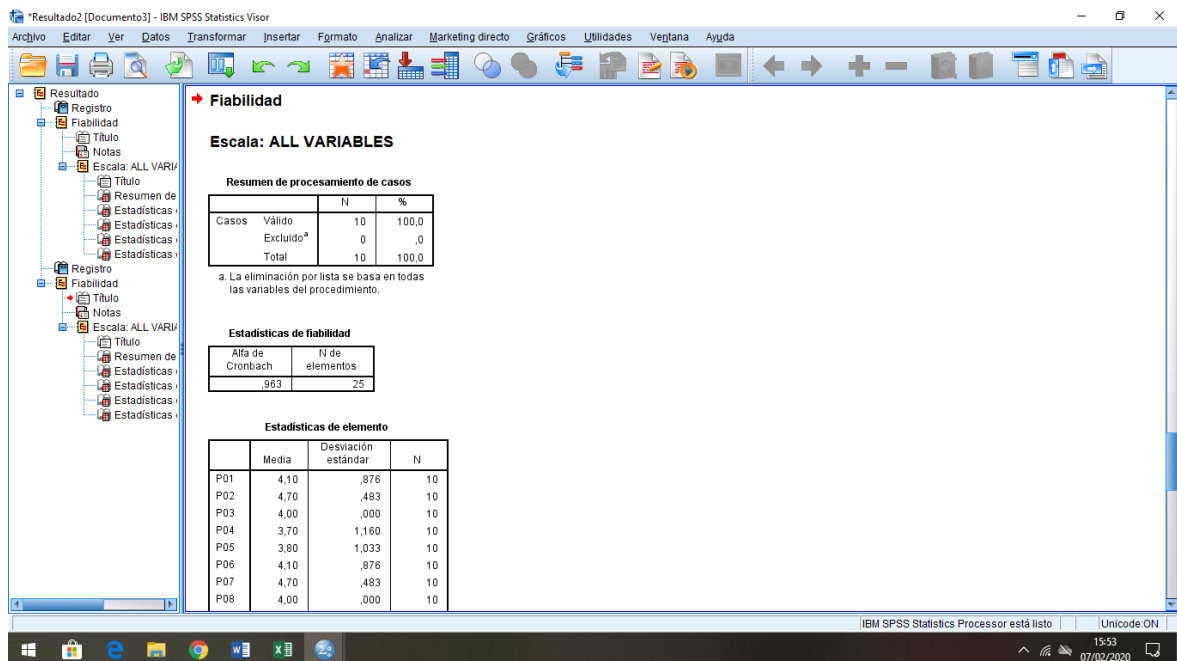 *Resultado2 [Documento3] - IBM SPSS Statistics Visor
Archivo Editar Ver Datos Transformar Insertar Formato Analizar Marketing directo Gráficos Utilidades Ventana Ayuda
Resultado
Registro
Fiabilidad
Título
Notas
Escala: ALL VARIA
Título
Resumen de
Estadísticas
Estadísticas
Estadísticas
Estadísticas
Registro
Fiabilidad
Título
Notas
Escala: ALL VARIA
Título
Resumen de
Estadísticas
Estadísticas
Estadísticas
Estadísticas
Fiabilidad
Escala: ALL VARIABLES
Resumen de procesamiento de casos
N %
Casos Válido 10 100,0
Excluido a 0 ,0
Total 10 100,0
a. La eliminación por lista se basa en todas
las variables del procedimiento.
Estadísticas de fiabilidad
Alfa de Cronbach N de elementos
,963 25
Estadísticas de elemento
Media Desviación estándar N
P01 4,10 ,876 10
P02 4,70 ,483 10
P03 4,00 ,000 10
P04 3,70 1,160 10
P05 3,80 1,033 10
P06 4,10 ,876 10
P07 4,70 ,483 10
P08 4,00 ,000 10
IBM SPSS Statistics Processor está listo Unicode:ON
15:53
07/02/2020